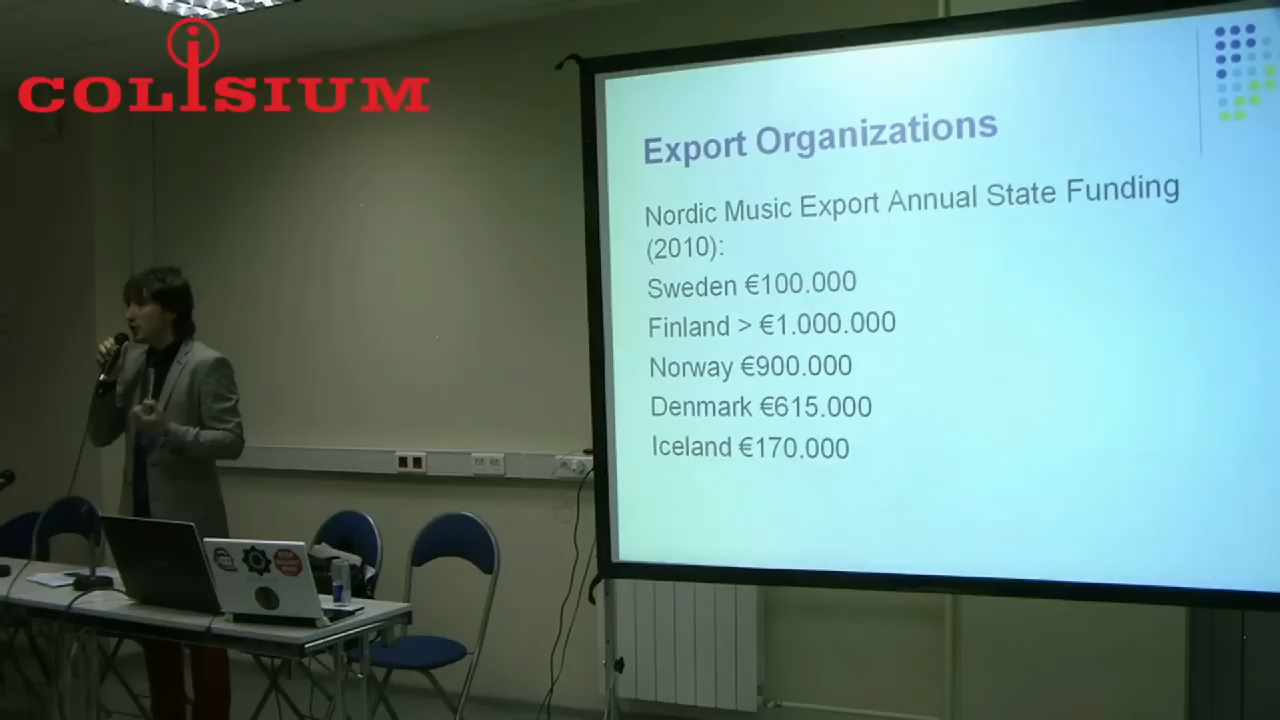 COLISIUM
Export Organizations
Nordic Music Export Annual State Funding
(2010):
Sweden €100.000
Finland > €1.000.000
Norway €900.000
Denmark €615.000
Iceland €170.000